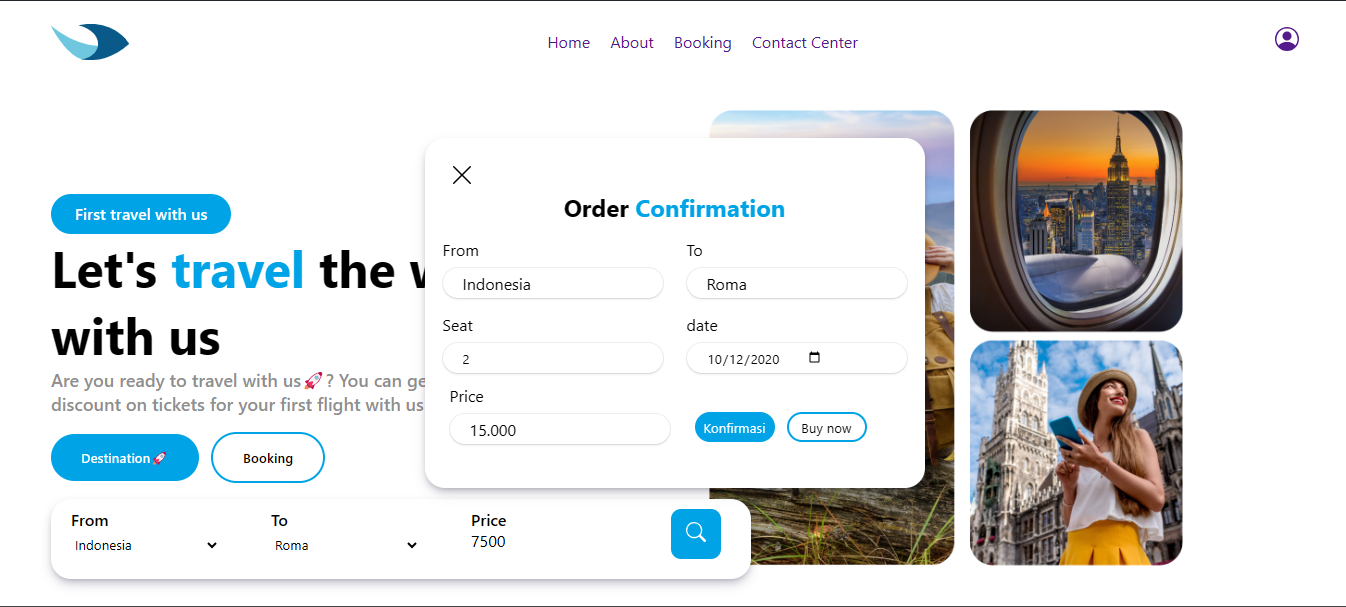 Home About Booking Contact Center
First travel with us
Let's travel the
with us
Are you ready to travel with us🚀? You can
discount on tickets for your first flight with us
Destination🚀 Booking
Order Confirmation
From To
Indonesia Roma
Seat date
2 10/12/2020
Price
15.000 Konfirmasi Buy now
From To Price
Indonesia Roma 7500